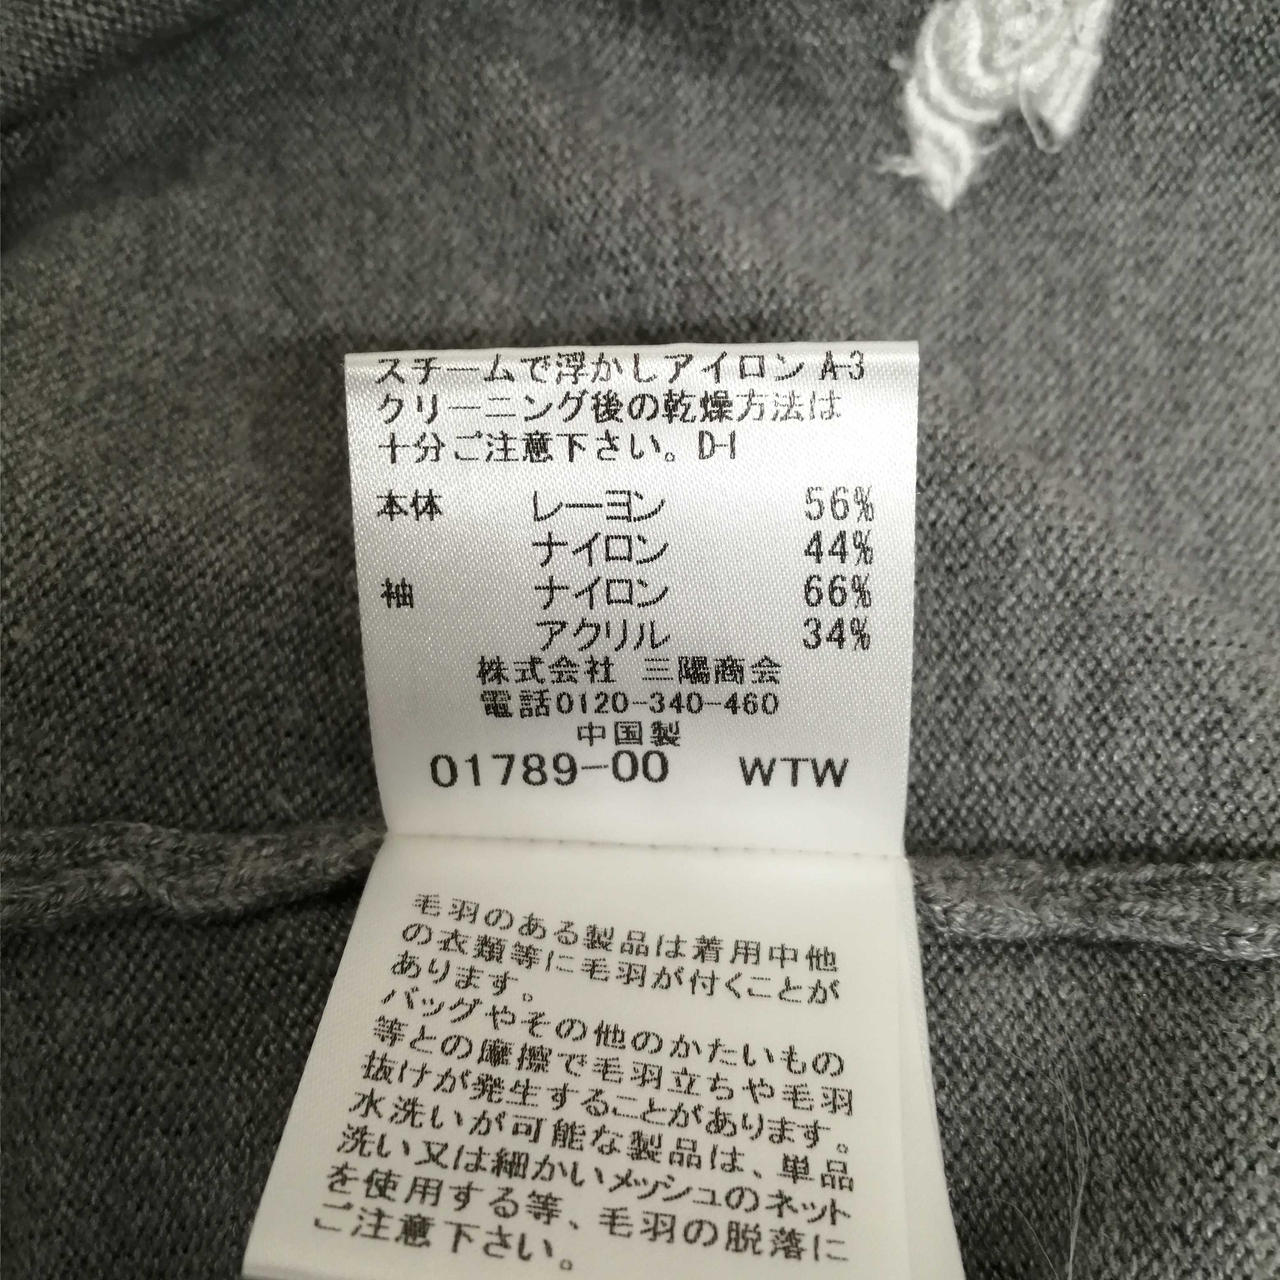 スチームで浮かしアイロン A-3
クリーニング後の乾燥方法は
十分ご注意下さい。D-1
本体 レーヨン 56%
ナイロン 44%
袖 ナイロン 66%
アクリル 34%
株式会社 三陽商会
電話0120-340-460
中国製
01789-00 WTW
毛羽のある製品は着用中他
の衣類等に毛羽が付くことが
あります。
バッグやその他のかたいもの
等との摩擦で毛羽立ちや毛羽
抜けが発生することがあります。
水洗いが可能な製品は、単品
洗い又は細かいメッシュのネット
を使用する等、毛羽の脱落に
ご注意下さい。